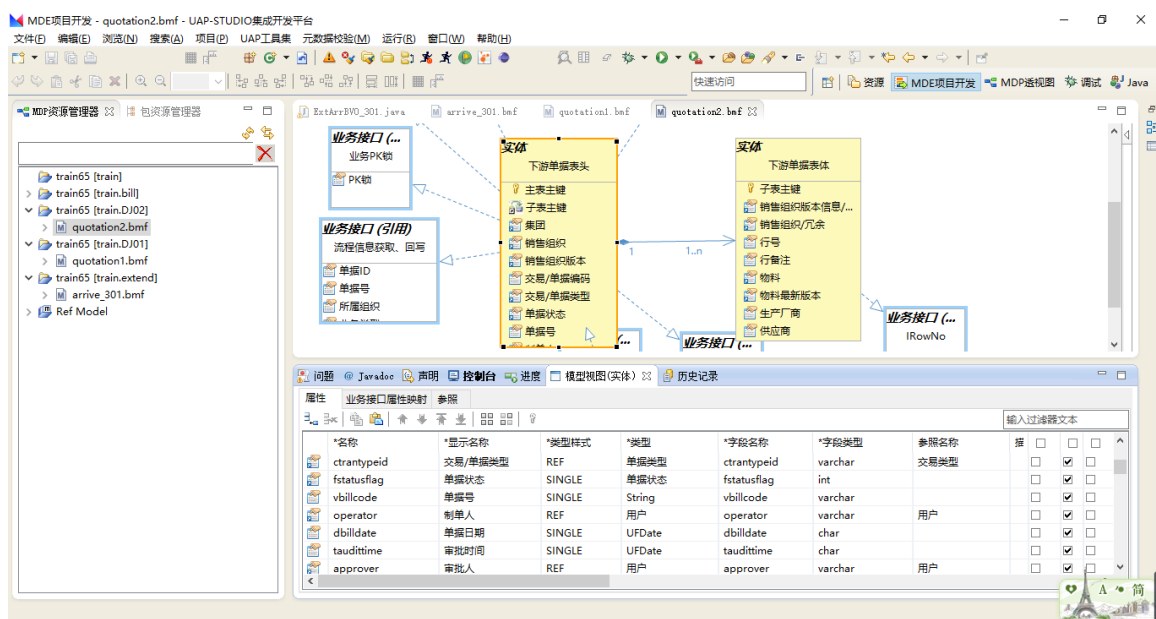 MDE项目开发 - quotation2.bmf - UAP-STUDIO集成开发平台
文件(F) 编辑(E) 浏览(N) 搜索(A) 项目(P) UAP工具集 元数据校验(M) 运行(R) 窗口(W) 帮助(H)
快速访问 资源 MDE项目开发 MDP透视图 调试 Java
MDP资源管理器 包资源管理器
train65 [train]
train65 [train.bill]
train65 [train.DJ02]
quotation2.bmf
train65 [train.DJ01]
quotation1.bmf
train65 [train.extend]
arrive_301.bmf
Ref Model
ExtArrBVO_301.java arrive_301.bmf quotation1.bmf quotation2.bmf
业务接口 (...
业务PK锁
PK锁
业务接口 (引用)
流程信息获取、回写
单据ID
单据号
所属组织
实体
下游单据表头
主表主键
子表主键
集团
销售组织
销售组织版本
交易/单据编码
交易/单据类型
单据状态
单据号
1 1..n
实体
下游单据表体
子表主键
销售组织版本信息/...
销售组织/冗余
行号
行备注
物料
物料最新版本
生产厂商
供应商
业务接口 (...
业务接口 (...
IRowNo
问题 @ Javadoc 声明 控制台 进度 模型视图(实体) 历史记录
属性 业务接口属性映射 参照
输入过滤器文本
*名称 *显示名称 *类型样式 *类型 *字段名称 *字段类型 参照名称
ctrantypeid 交易/单据类型 REF 单据类型 ctrantypeid varchar 交易类型
fstatusflag 单据状态 SINGLE 单据状态 fstatusflag int
vbillcode 单据号 SINGLE String vbillcode varchar
operator 制单人 REF 用户 operator varchar 用户
dbilldate 单据日期 SINGLE UFDate dbilldate char
taudittime 审批时间 SINGLE UFDate taudittime char
approver 审批人 REF 用户 approver varchar 用户
A 简